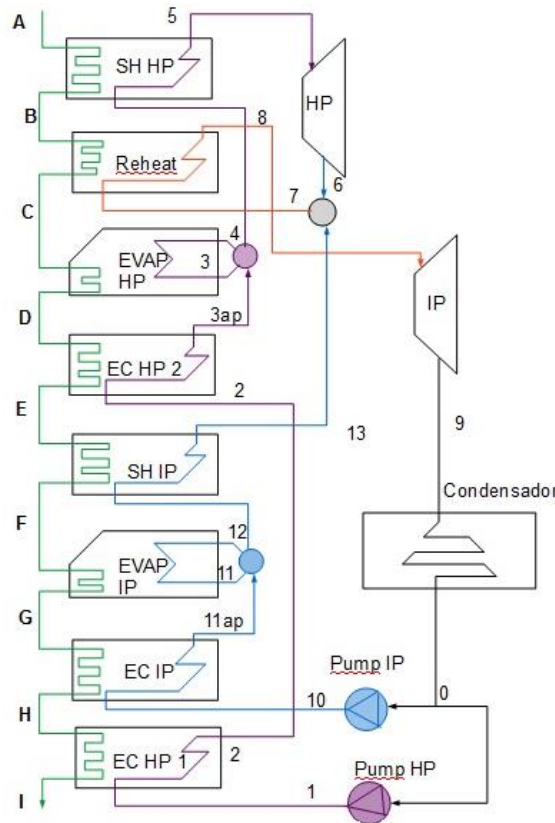 A
5
SH HP
HP
B
8
Reheat
6
7
C
4
EVAP
HP
3
IP
D
3ap
EC HP 2
2
E
13
9
SH IP
Condensador
F
12
EVAP
IP
11
G
11ap
EC IP
Pump IP
10
0
H
EC HP 1
2
Pump HP
1
I